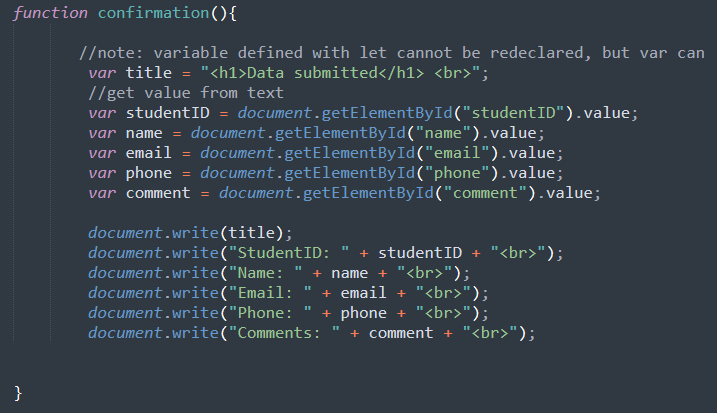 function confirmation(){
//note: variable defined with let cannot be redeclared, but var can
var title = "<h1>Data submitted</h1> <br>";
//get value from text
var studentID = document.getElementById("studentID").value;
var name = document.getElementById("name").value;
var email = document.getElementById("email").value;
var phone = document.getElementById("phone").value;
var comment = document.getElementById("comment").value;
document.write(title);
document.write("StudentID: " + studentID + "<br>");
document.write("Name: " + name + "<br>");
document.write("Email: " + email + "<br>");
document.write("Phone: " + phone + "<br>");
document.write("Comments: " + comment + "<br>");
}